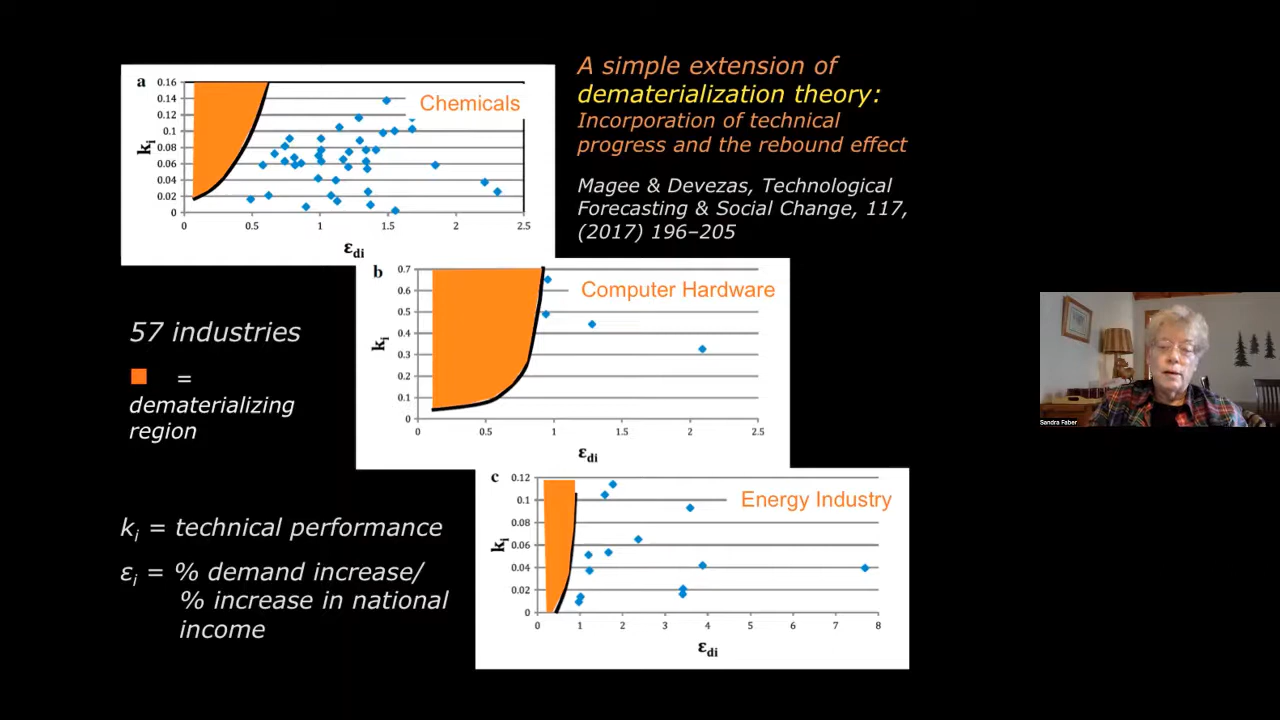 A simple extension of
dematerialization theory:
Incorporation of technical
progress and the rebound effect
Magee & Devezas, Technological
Forecasting & Social Change, 117,
(2017) 196–205
a
Chemicals
0.16
0.14
0.12
0.1
0.08
0.06
0.04
0.02
0
kᵢ
0 0.5 1 1.5 2 2.5
εdi
b
Computer Hardware
0.7
0.6
0.5
0.4
0.3
0.2
0.1
0
kᵢ
0 0.5 1 1.5 2 2.5
εdi
c
Energy Industry
0.12
0.1
0.08
0.06
0.04
0.02
0
kᵢ
0 1 2 3 4 5 6 7 8
εdi
57 industries
=
dematerializing
region
kᵢ = technical performance
εᵢ = % demand increase/
% increase in national
income
Sandra Faber